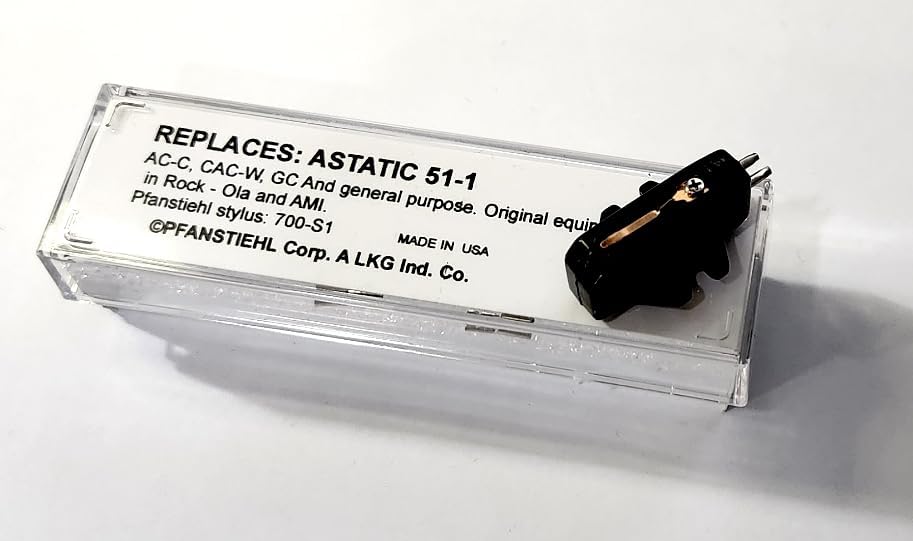 REPLACES: ASTATIC 51-1
AC-C, CAC-W, GC And general purpose. Original
in Rock - Ola and AMI.
Pfanstiehl stylus: 700-S1
MADE IN USA
©PFANSTIEHL Corp. A LKG Ind. Co.